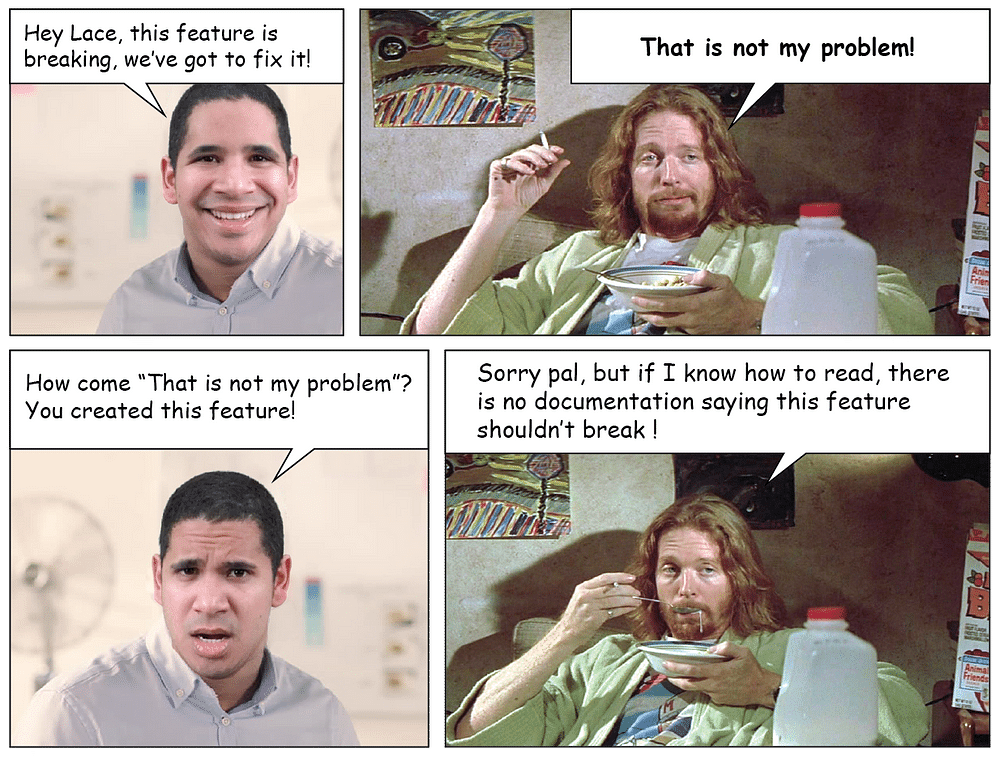 Hey Lace, this feature is
breaking, we've got to fix it!
That is not my problem!
How come “That is not my problem”?
You created this feature!
Sorry pal, but if I know how to read, there
is no documentation saying this feature
shouldn't break !
Animal
Friends